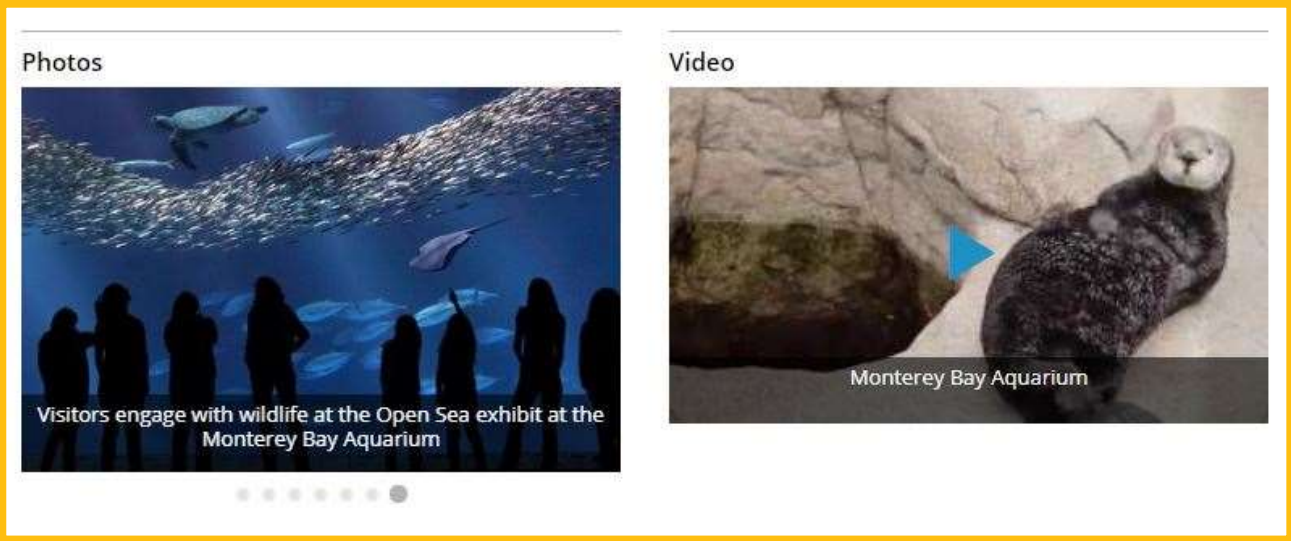 Photos
Visitors engage with wildlife at the Open Sea exhibit at the
Monterey Bay Aquarium
Video
Monterey Bay Aquarium